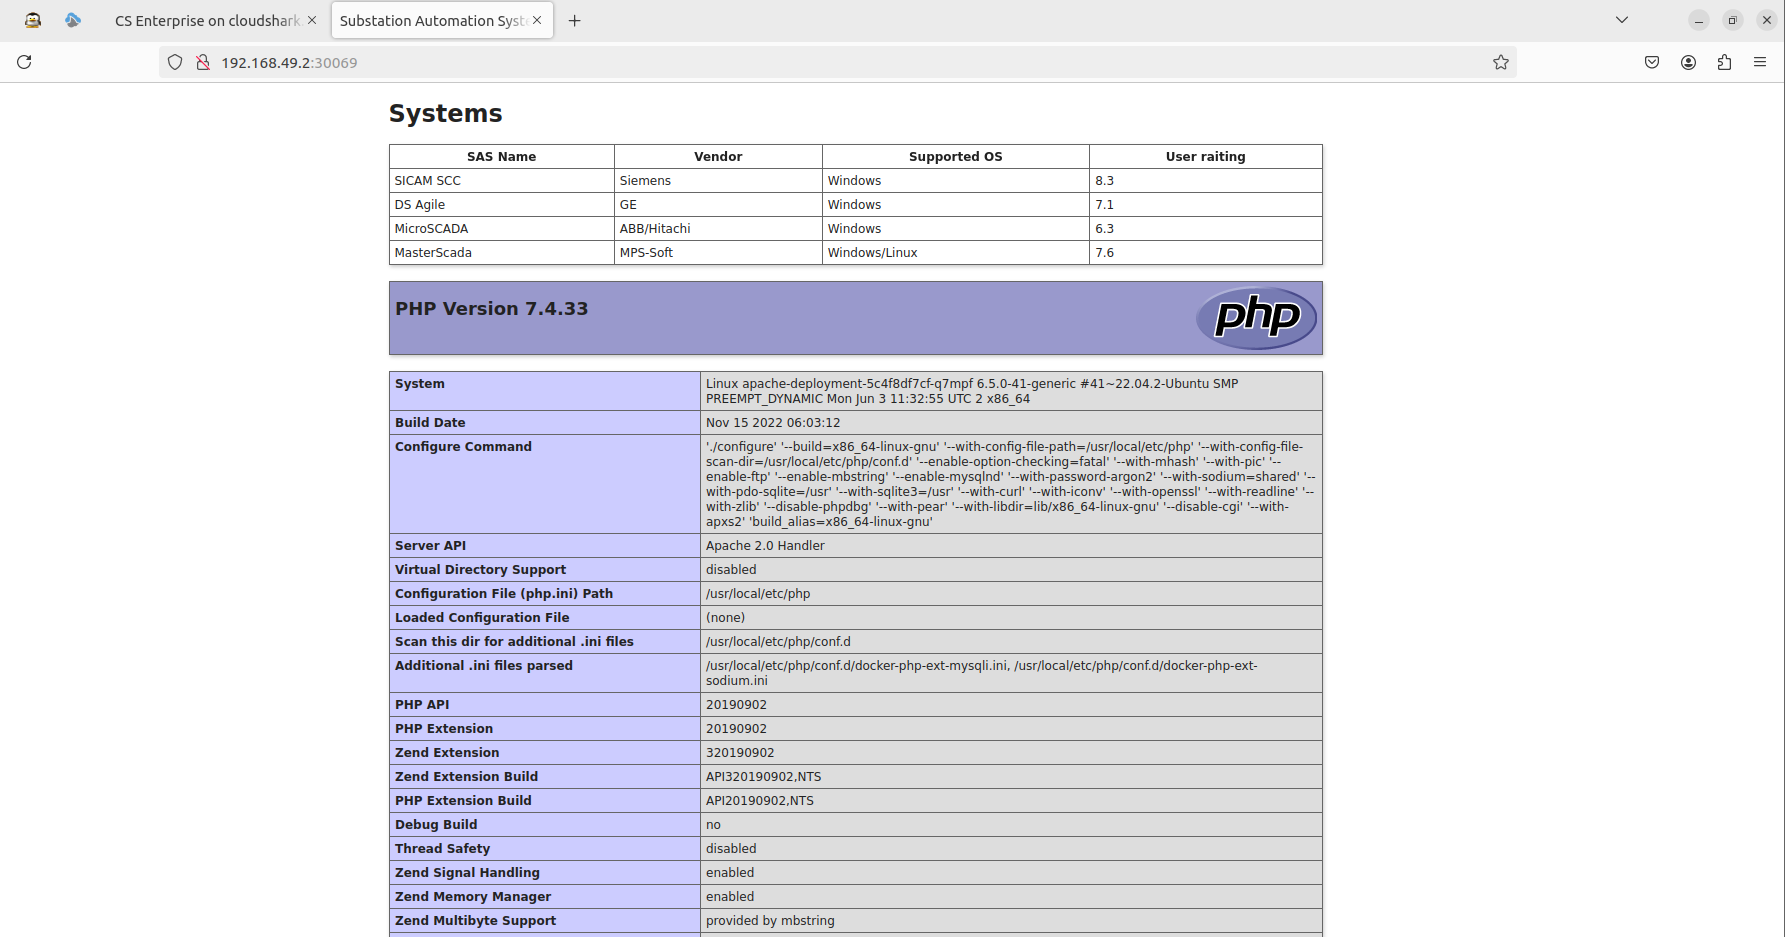 CS Enterprise on cloudshark.
Substation Automation Syste
192.168.49.2:30069
Systems
SAS Name Vendor Supported OS User raiting
SICAM SCC Siemens Windows 8.3
DS Agile GE Windows 7.1
MicroSCADA ABB/Hitachi Windows 6.3
MasterScada MPS-Soft Windows/Linux 7.6
PHP Version 7.4.33
php
System Linux apache-deployment-5c4f8df7cf-q7mpf 6.5.0-41-generic #41~22.04.2-Ubuntu SMP
PREEMPT_DYNAMIC Mon Jun 3 11:32:55 UTC 2 x86_64
Build Date Nov 15 2022 06:03:12
Configure Command './configure' '--build=x86_64-linux-gnu' '--with-config-file-path=/usr/local/etc/php' '--with-config-file-
scan-dir=/usr/local/etc/php/conf.d' '--enable-option-checking=fatal' '--with-mhash' '--with-pic' '--
enable-ftp' '--enable-mbstring' '--enable-mysqlnd' '--with-password-argon2' '--with-sodium=shared' '--
with-pdo-sqlite=/usr' '--with-sqlite3=/usr' '--with-curl' '--with-iconv' '--with-openssl' '--with-readline' '--
with-zlib' '--disable-phpdbg' '--with-pear' '--with-libdir=lib/x86_64-linux-gnu' '--disable-cgi' '--with-
apxs2' 'build_alias=x86_64-linux-gnu'
Server API Apache 2.0 Handler
Virtual Directory Support disabled
Configuration File (php.ini) Path /usr/local/etc/php
Loaded Configuration File (none)
Scan this dir for additional .ini files /usr/local/etc/php/conf.d
Additional .ini files parsed /usr/local/etc/php/conf.d/docker-php-ext-mysqli.ini, /usr/local/etc/php/conf.d/docker-php-ext-
sodium.ini
PHP API 20190902
PHP Extension 20190902
Zend Extension 320190902
Zend Extension Build API320190902,NTS
PHP Extension Build API20190902,NTS
Debug Build no
Thread Safety disabled
Zend Signal Handling enabled
Zend Memory Manager enabled
Zend Multibyte Support provided by mbstring